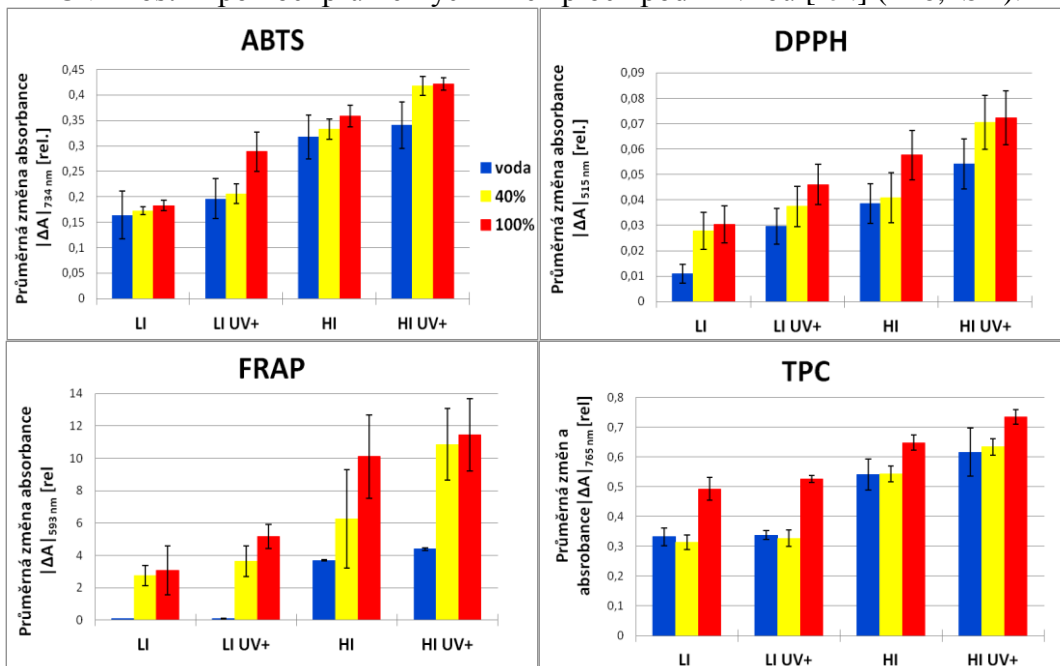 ABTS
Průměrná změna absorbance
|ΔA|734 nm [rel.]
0,45
0,4
0,35
0,3
0,25
0,2
0,15
0,1
0,05
0
LI LI UV+ HI HI UV+
voda
40%
100%
DPPH
Průměrná změna absorbance
|ΔA|515 nm [rel.]
0,09
0,08
0,07
0,06
0,05
0,04
0,03
0,02
0,01
0
LI LI UV+ HI HI UV+
FRAP
Průměrná změna absorbance
|ΔA|593 nm [rel
14
12
10
8
6
4
2
0
LI LI UV+ HI HI UV+
TPC
Průměrná změn a
absrobance|ΔA|765 nm [rel]
0,8
0,7
0,6
0,5
0,4
0,3
0,2
0,1
0
LI LI UV+ HI HI UV+